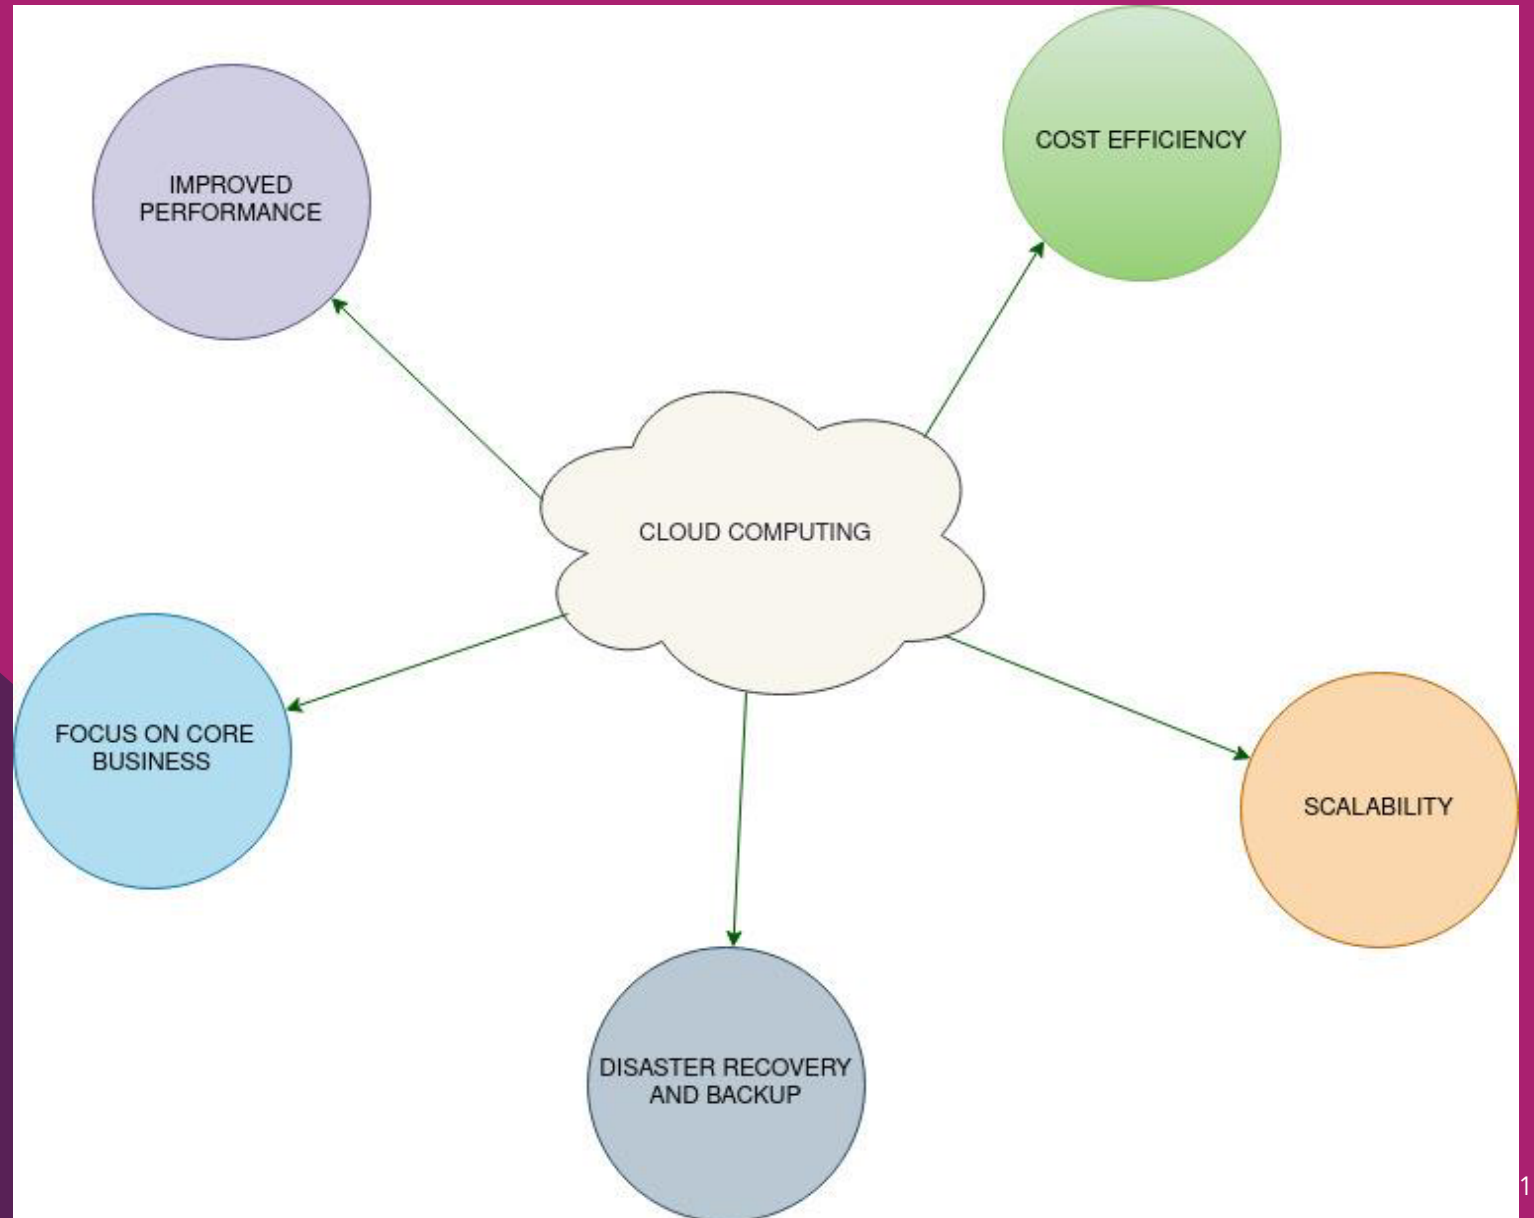 COST EFFICIENCY
IMPROVED
PERFORMANCE
CLOUD COMPUTING
FOCUS ON CORE
BUSINESS
SCALABILITY
DISASTER RECOVERY
AND BACKUP
1